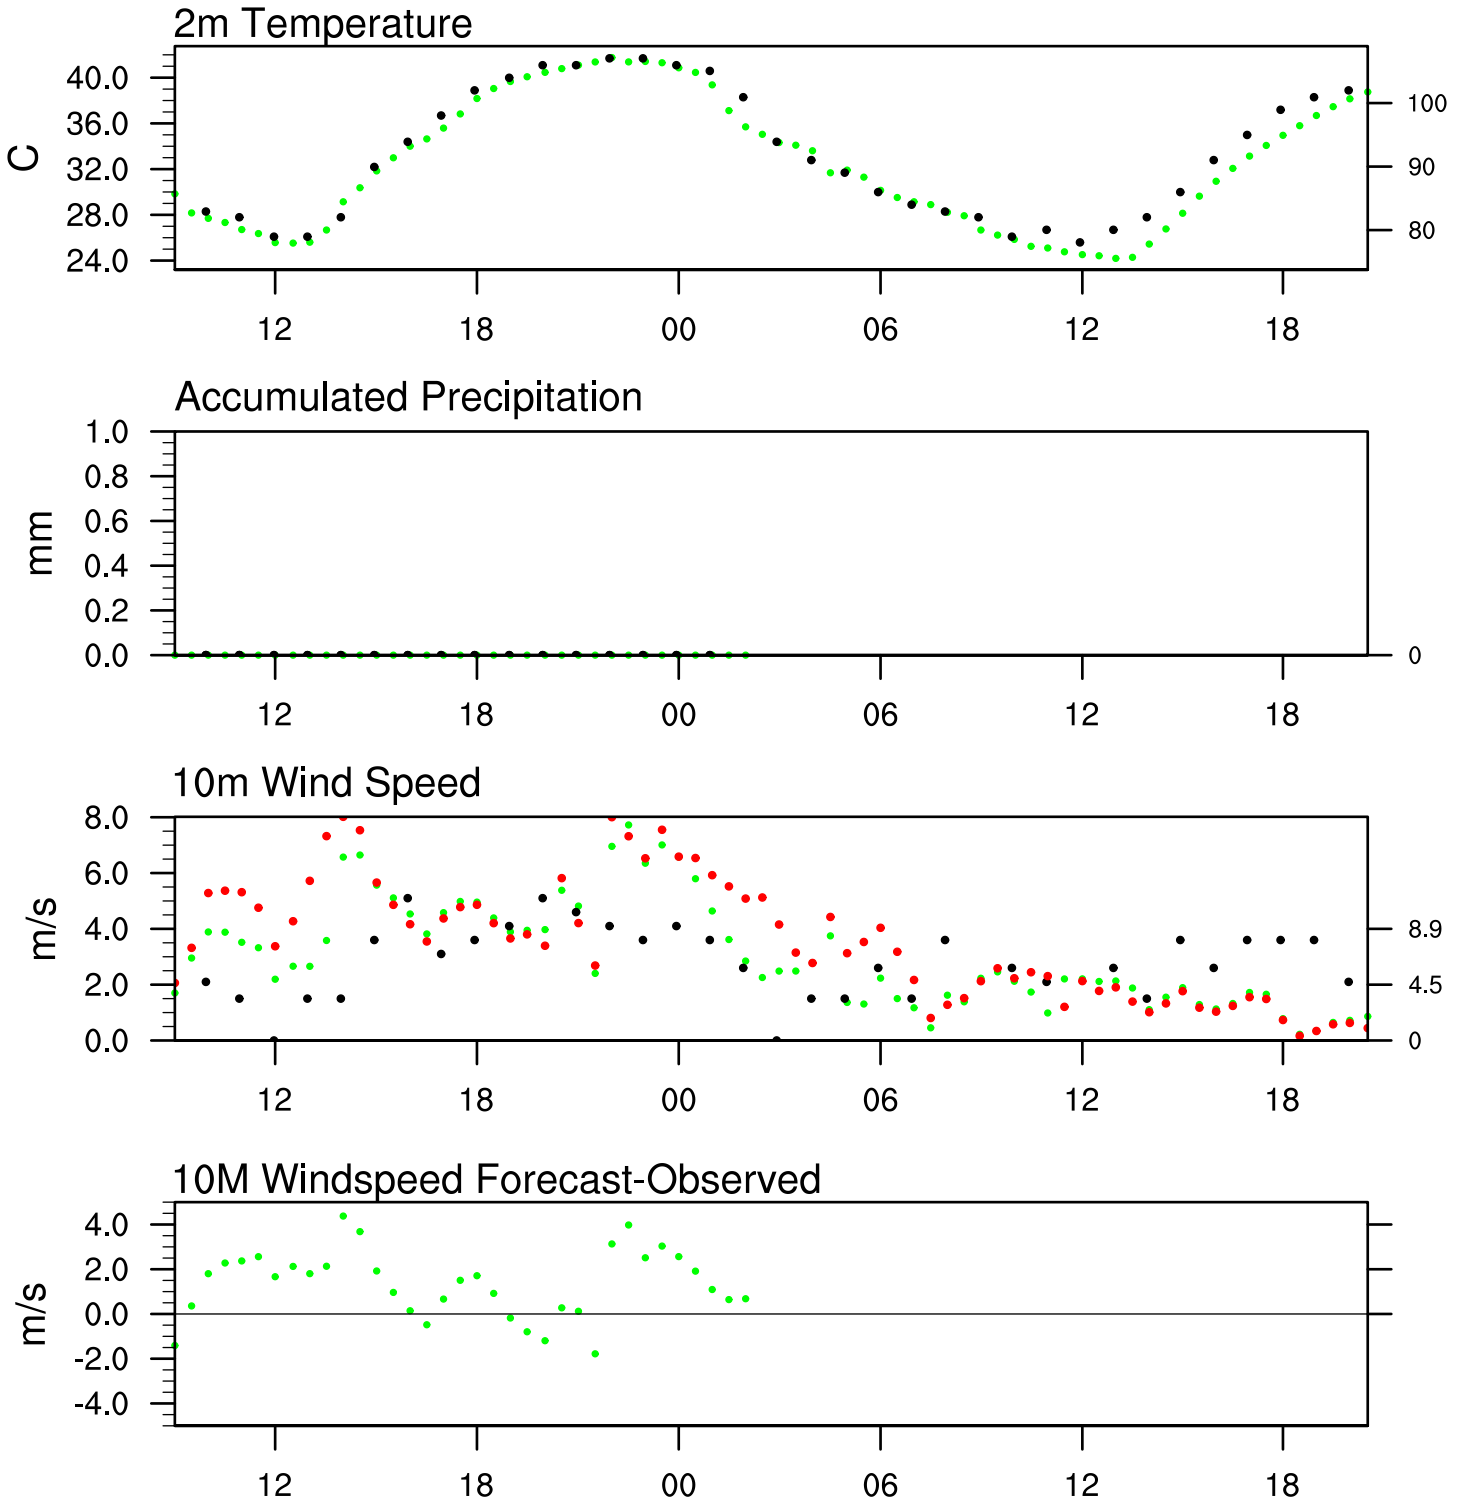 2m Temperature
40.0
36.0
32.0
28.0
24.0
C
100
90
80
12 18 00 06 12 18
Accumulated Precipitation
1.0
0.8
0.6
0.4
0.2
0.0
mm
0
12 18 00 06 12 18
10m Wind Speed
8.0
6.0
4.0
2.0
0.0
m/s
8.9
4.5
0
12 18 00 06 12 18
10M Windspeed Forecast-Observed
4.0
2.0
0.0
-2.0
-4.0
m/s
12 18 00 06 12 18